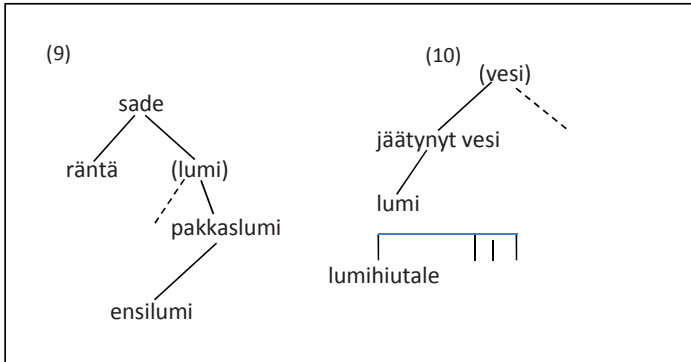 (9)
sade
räntä (lumi)
pakkaslumi
ensilumi
(10)
(vesi)
jäätynyt vesi
lumi
lumihiutale